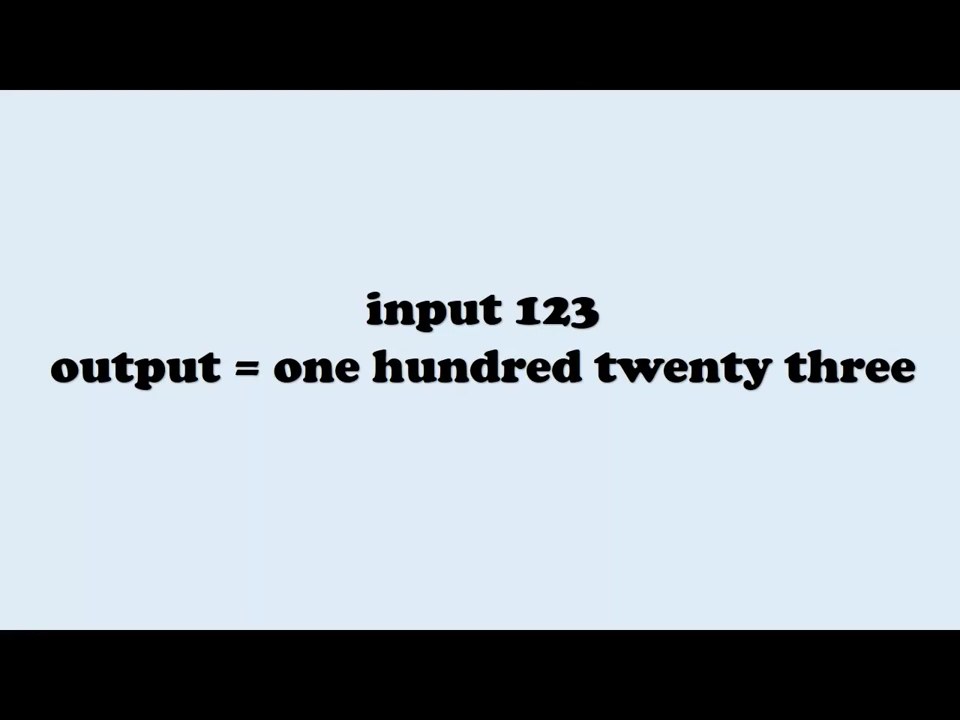 input 123
output = one hundred twenty three